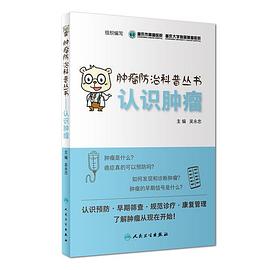 组织编写 重庆市肿瘤医院 重庆大学附属肿瘤医院
肿瘤防治科普丛书
认识肿瘤
主编 吴永忠
肿瘤是什么?
癌症真的可以预防吗?
如何发现和诊断肿瘤?
肿瘤的早期信号是什么?
认识预防·早期筛查·规范诊疗·康复管理
了解肿瘤从现在开始!
人民卫生出版社
肿瘤防治科普丛书——认识肿瘤